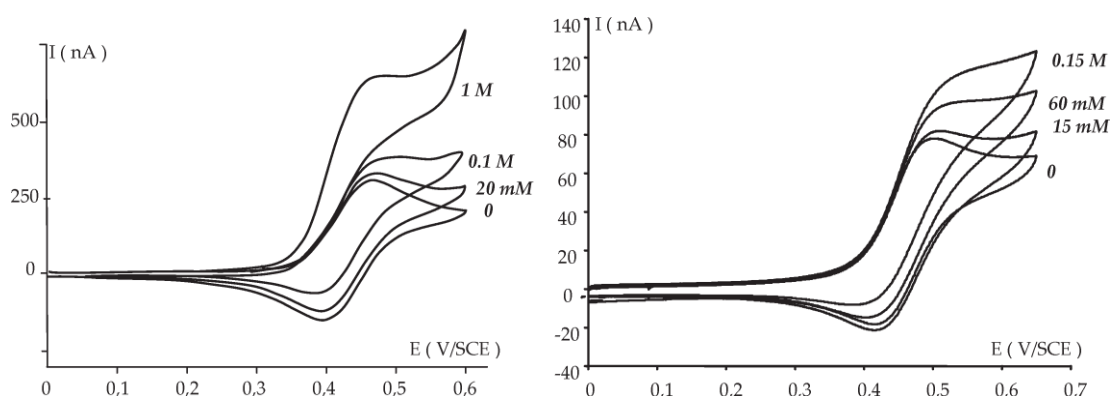 I ( nA )
1 M
500
0.1 M
250
20 mM
0
0
E ( V/SCE )
0 0,1 0,2 0,3 0,4 0,5 0,6
140
I ( nA )
120
0.15 M
100
60 mM
80
15 mM
60
0
40
20
0
-20
E ( V/SCE )
-40
0 0,1 0,2 0,3 0,4 0,5 0,6 0.7